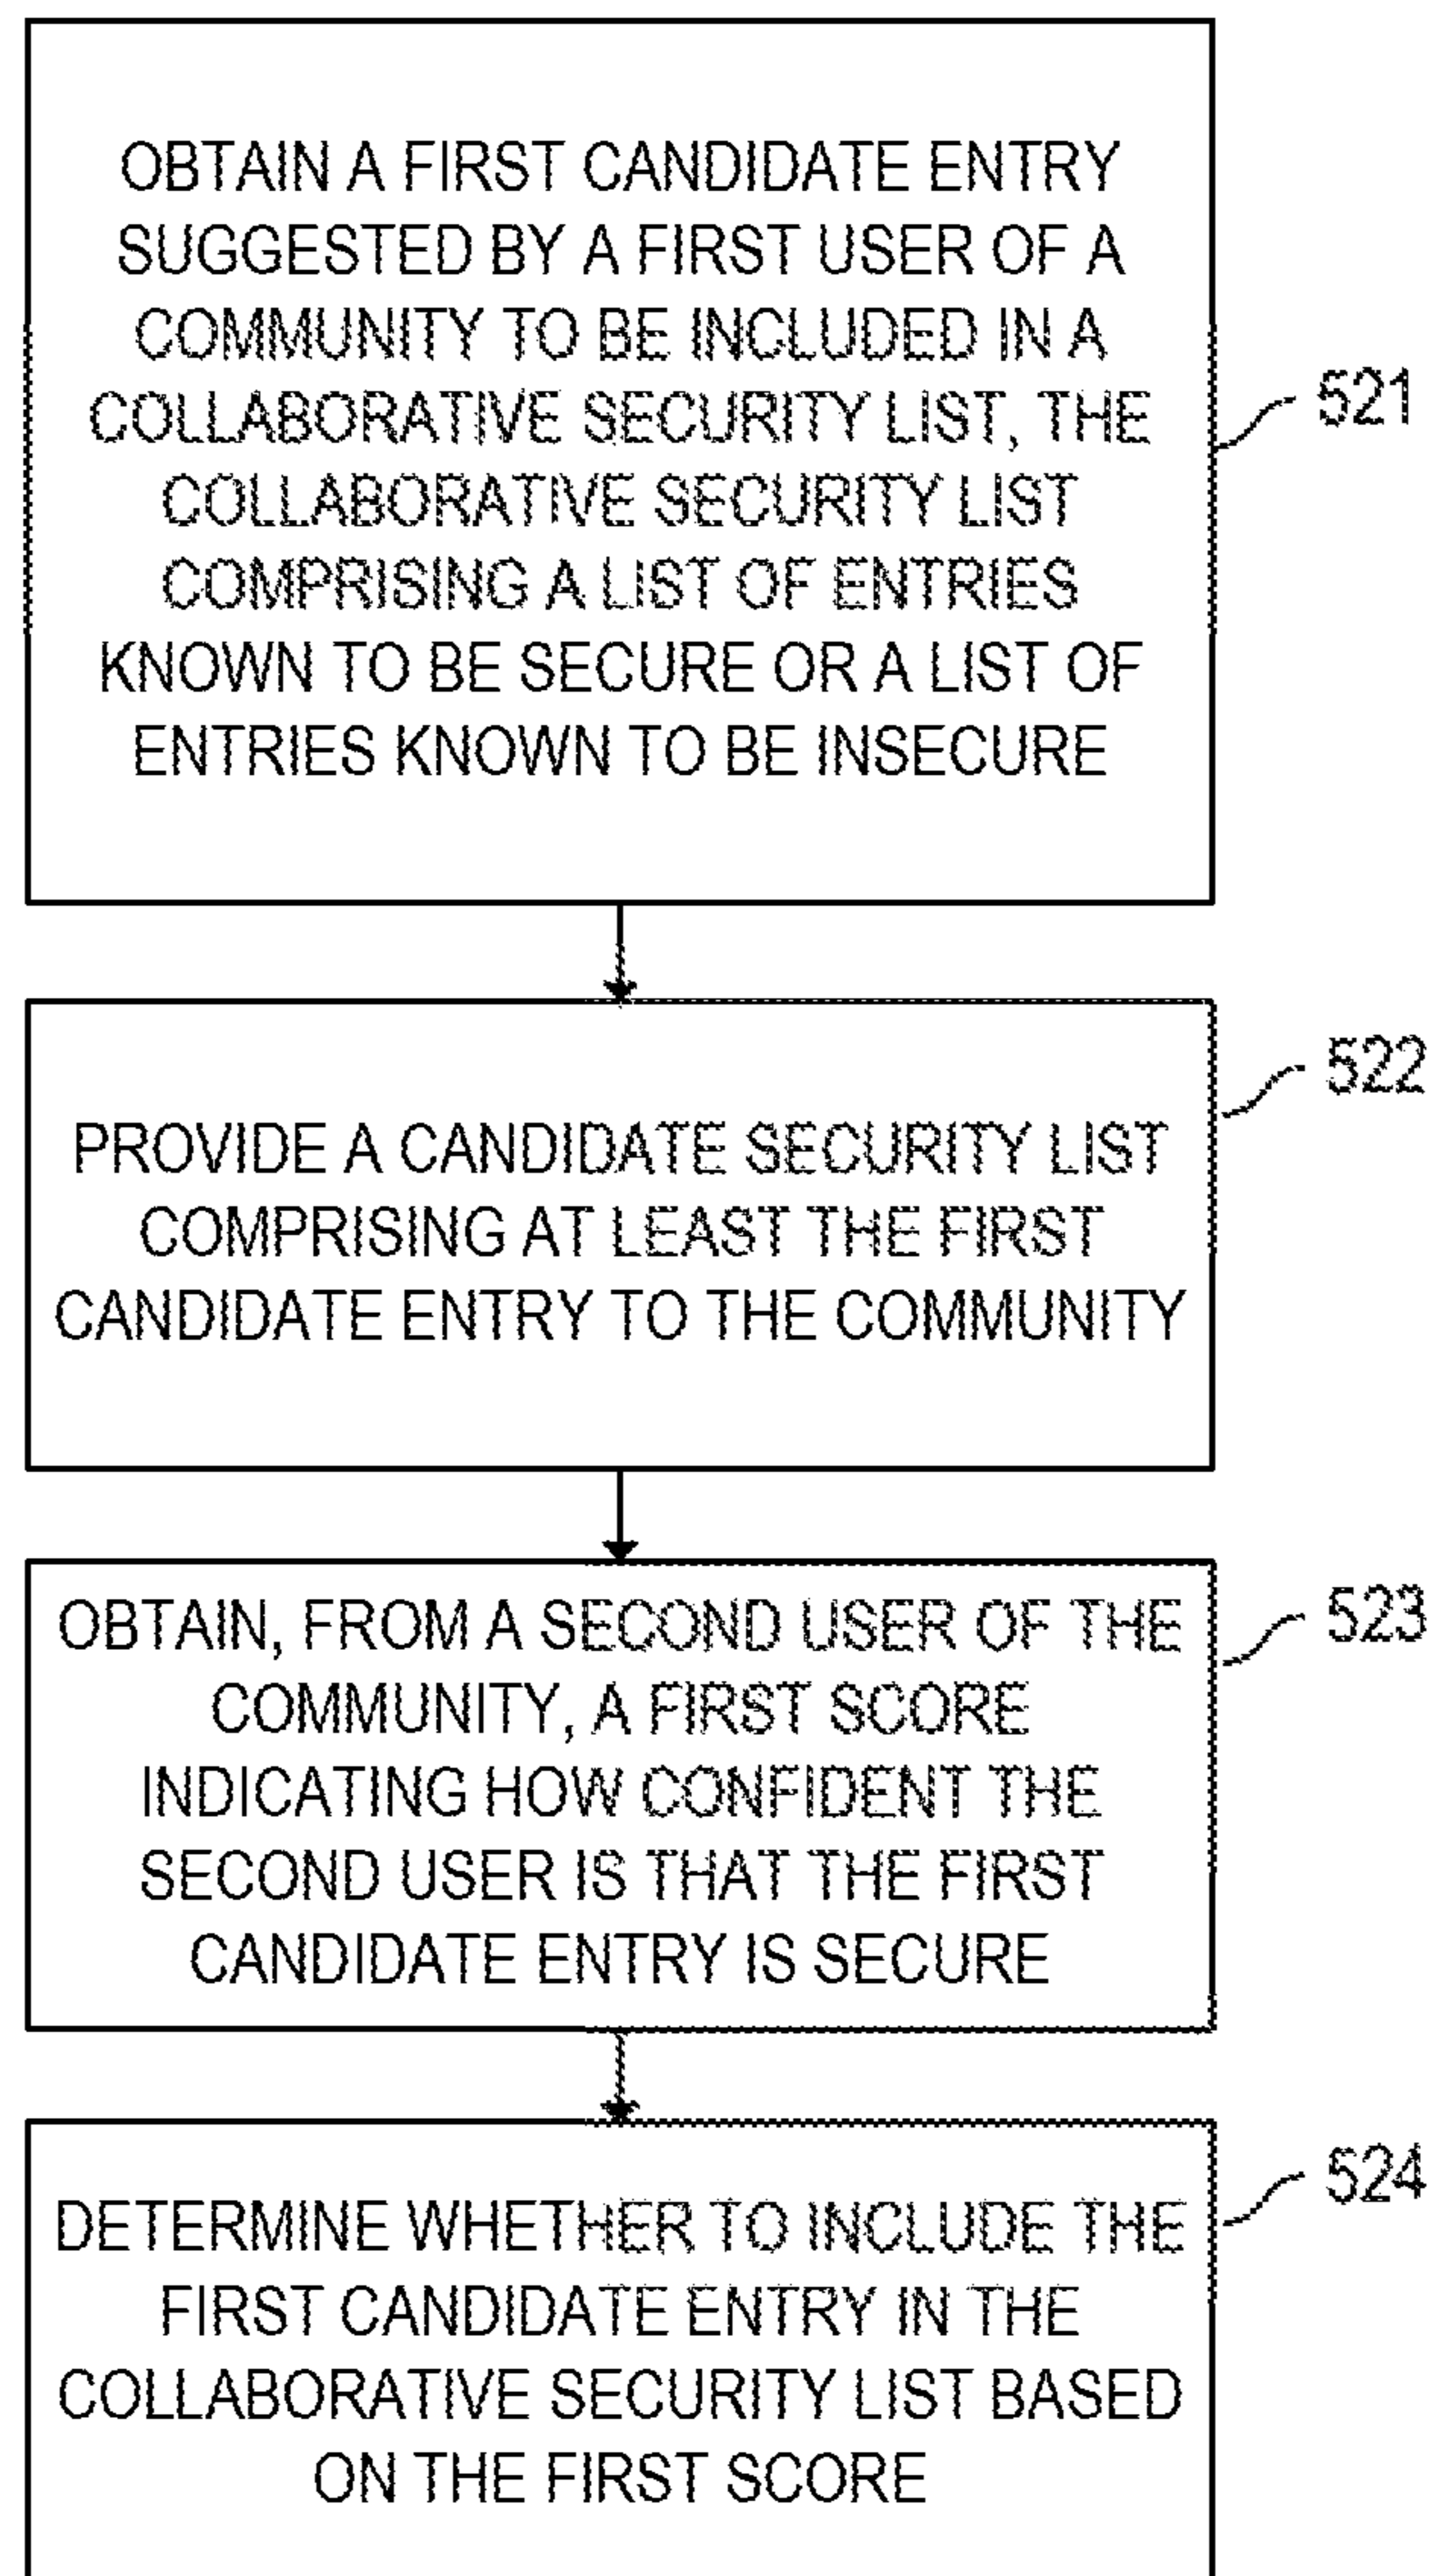 OBTAIN A FIRST CANDIDATE ENTRY
SUGGESTED BY A FIRST USER OF A
COMMUNITY TO BE INCLUDED IN A
COLLABORATIVE SECURITY LIST, THE
COLLABORATIVE SECURITY LIST
COMPRISING A LIST OF ENTRIES
KNOWN TO BE SECURE OR A LIST OF
ENTRIES KNOWN TO BE INSECURE
521
PROVIDE A CANDIDATE SECURITY LIST
COMPRISING AT LEAST THE FIRST
CANDIDATE ENTRY TO THE COMMUNITY
522
OBTAIN, FROM A SECOND USER OF THE
COMMUNITY, A FIRST SCORE
INDICATING HOW CONFIDENT THE
SECOND USER IS THAT THE FIRST
CANDIDATE ENTRY IS SECURE
523
DETERMINE WHETHER TO INCLUDE THE
FIRST CANDIDATE ENTRY IN THE
COLLABORATIVE SECURITY LIST BASED
ON THE FIRST SCORE
524